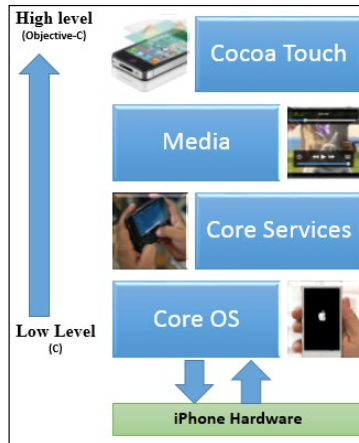 High level
(Objective-C)
Cocoa Touch
Media
Core Services
Low Level
(C)
Core OS
iPhone Hardware